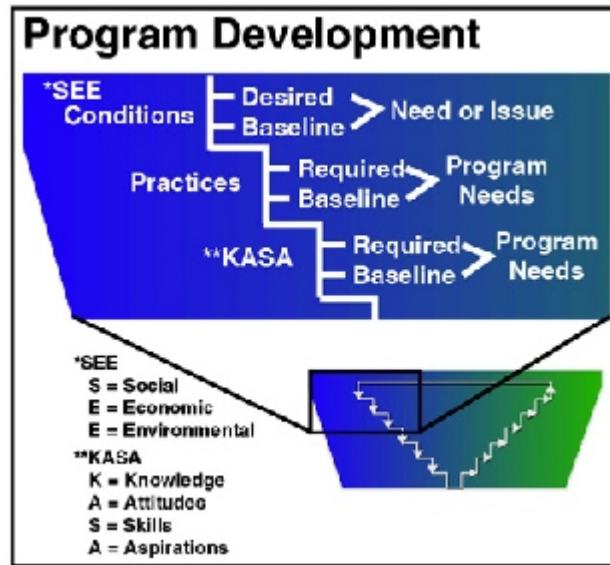 Program Development
*SEE
Conditions
Desired
Baseline
Need or Issue
Practices
Required
Baseline
Program
Needs
**KASA
Required
Baseline
Program
Needs
*SEE
S = Social
E = Economic
E = Environmental
**KASA
K = Knowledge
A = Attitudes
S = Skills
A = Aspirations